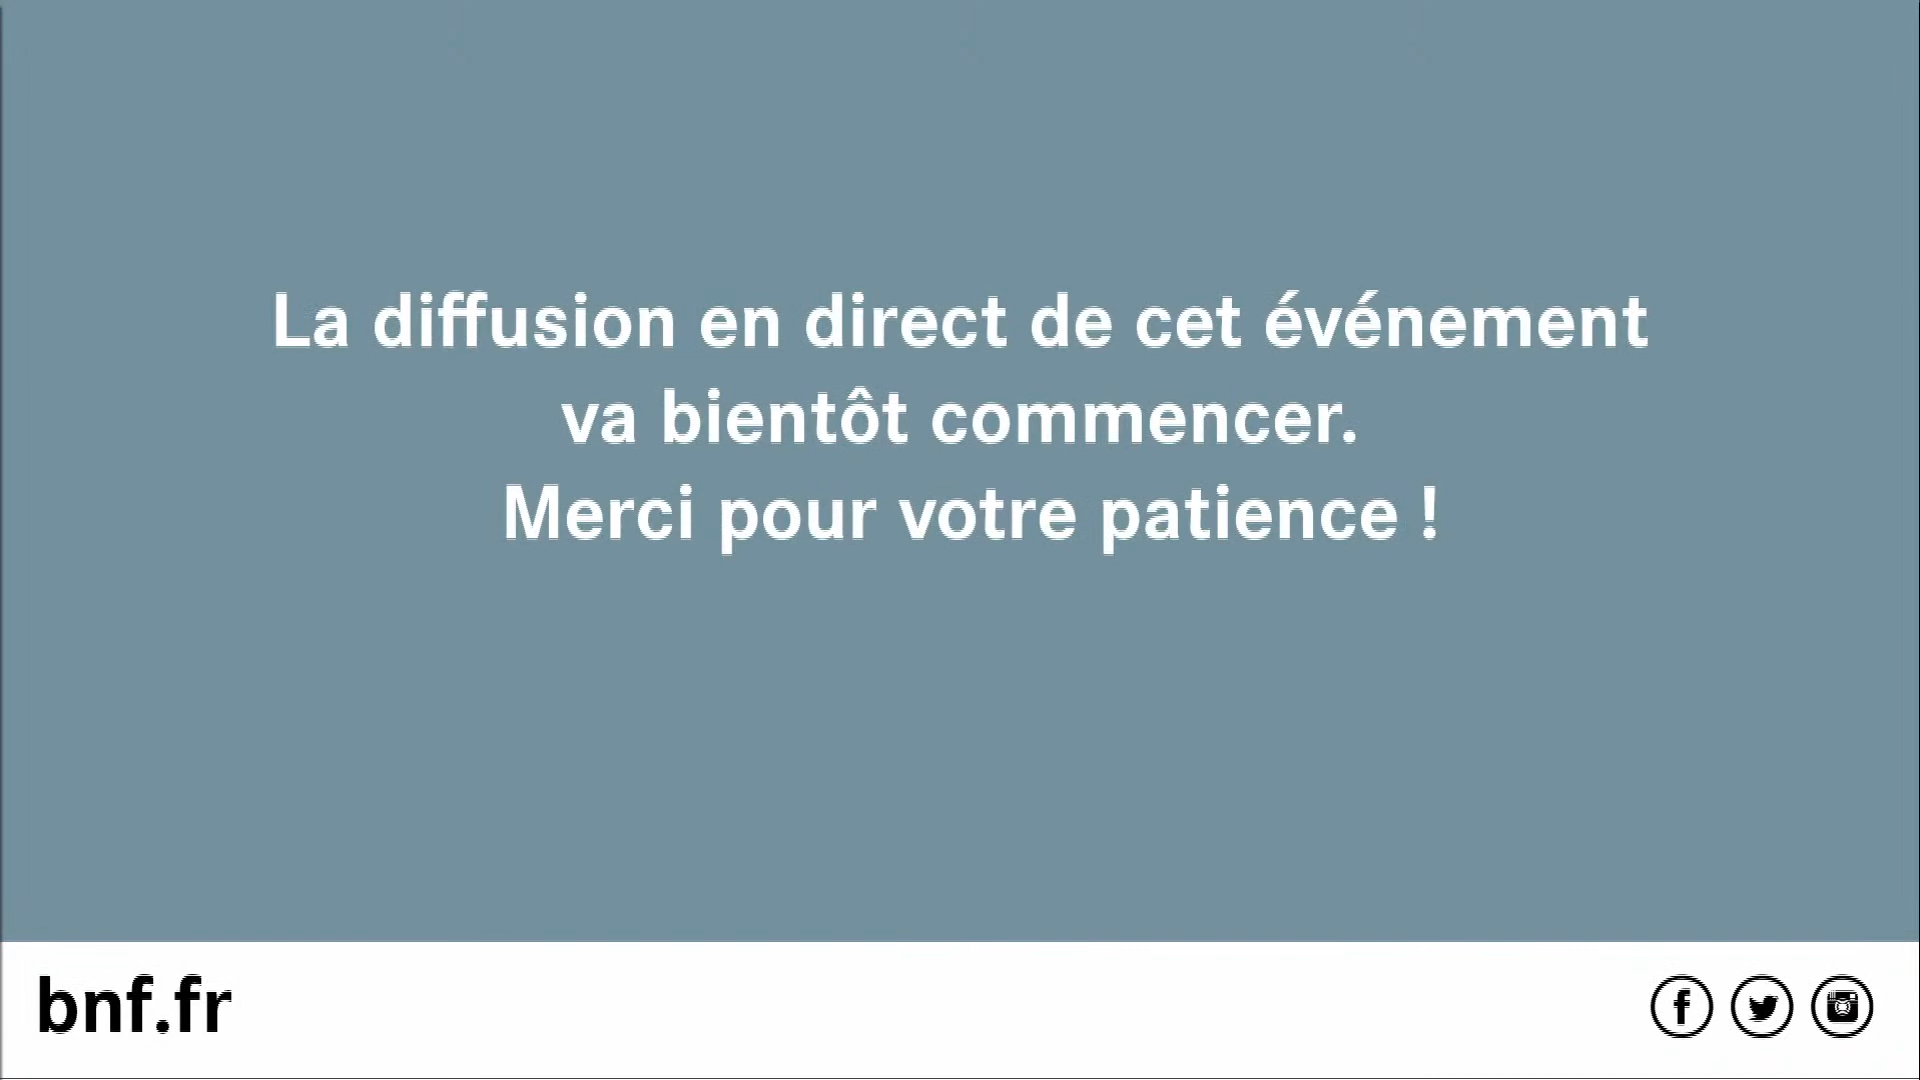 La diffusion en direct de cet événement
va bientôt commencer.
Merci pour votre patience !
bnf.fr